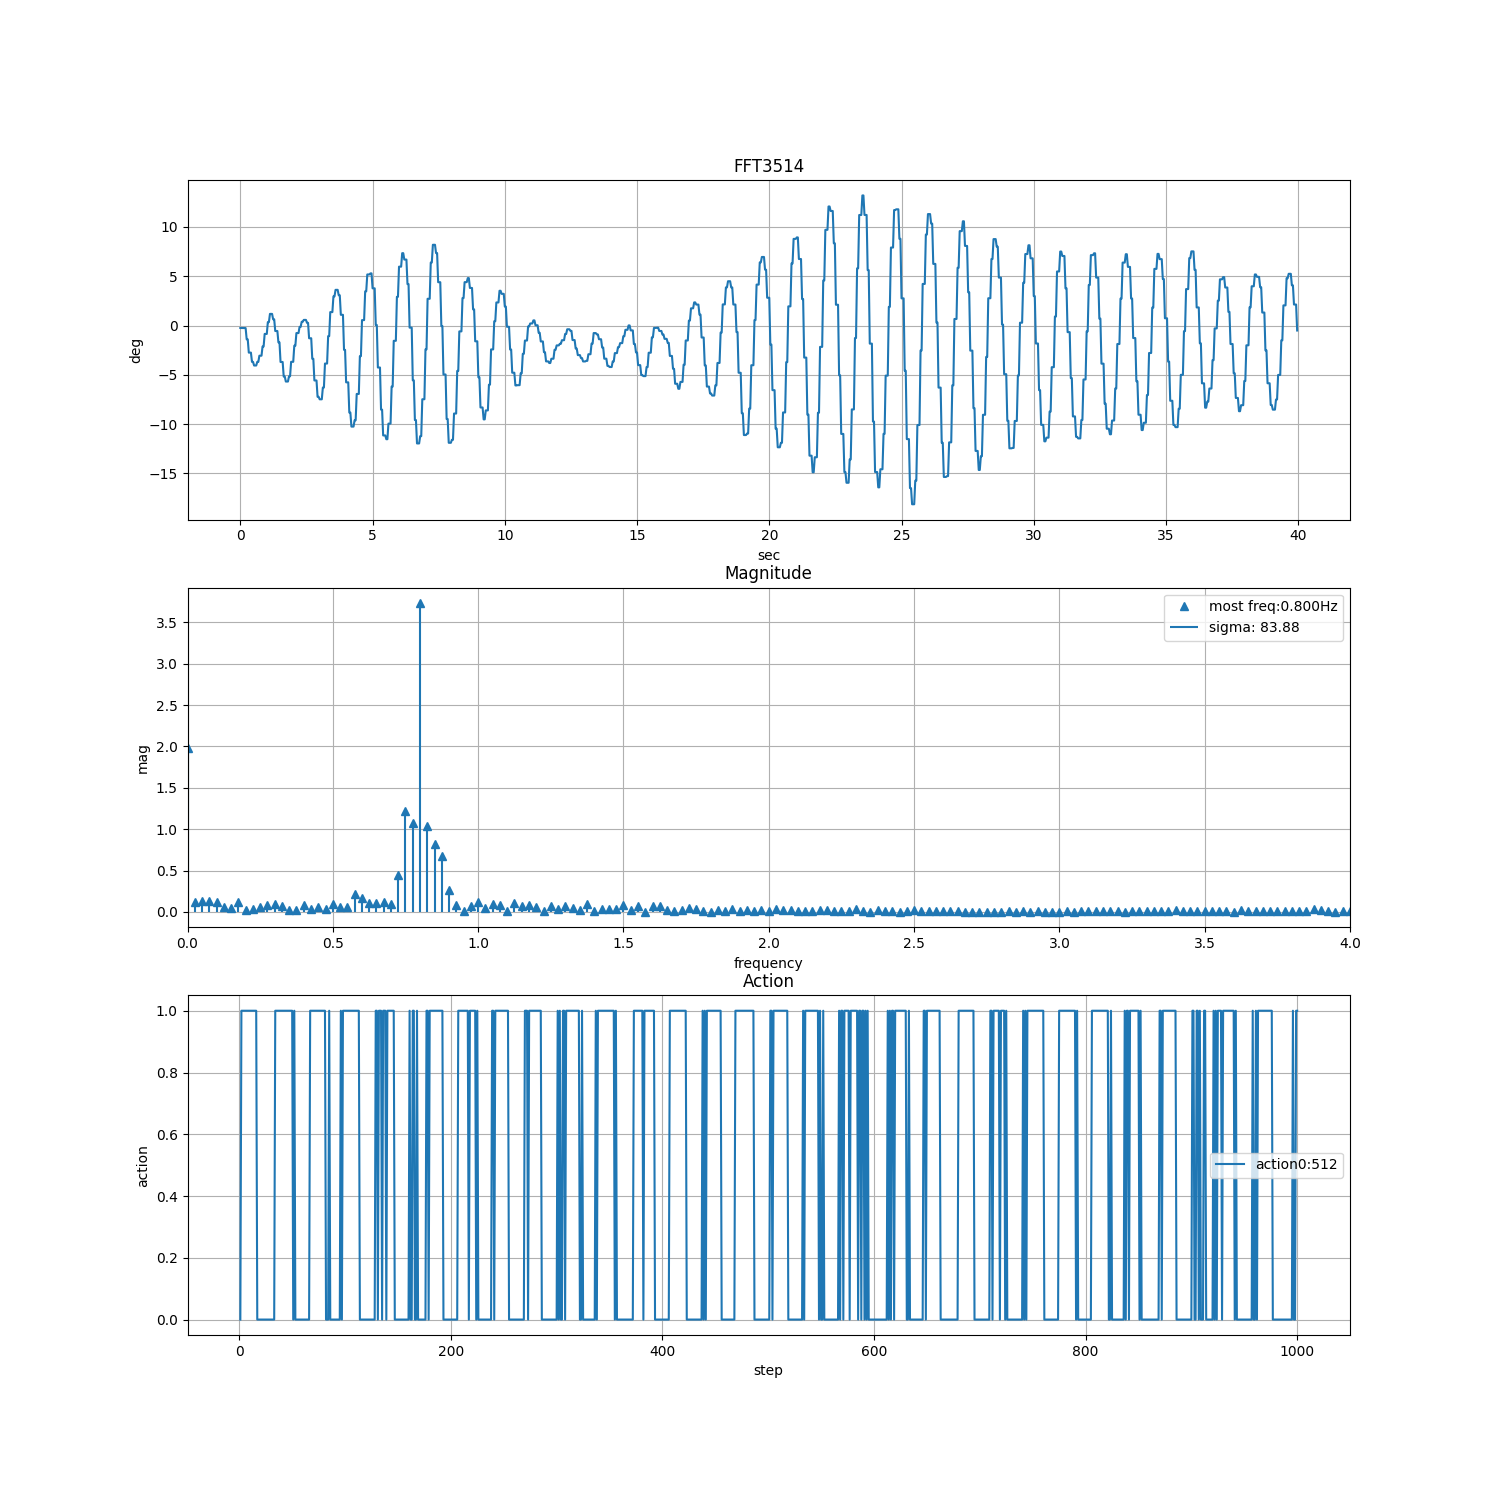 FFT3514
deg
10
5
0
−5
−10
−15
0 5 10 15 20 25 30 35 40
sec
Magnitude
most freq:0.800Hz
sigma: 83.88
mag
3.5
3.0
2.5
2.0
1.5
1.0
0.5
0.0
0.0 0.5 1.0 1.5 2.0 2.5 3.0 3.5 4.0
frequency
Action
action
1.0
0.8
0.6
0.4
0.2
0.0
action0:512
0 200 400 600 800 1000
step